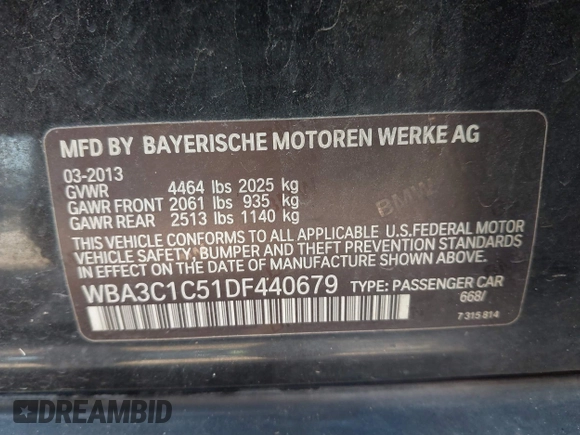 MFD BY BAYERISCHE MOTOREN WERKE AG
03-2013
GVWR 4464 lbs 2025 kg
GAWR FRONT 2061 lbs 935 kg
GAWR REAR 2513 lbs 1140 kg
BMW
THIS VEHICLE CONFORMS TO ALL APPLICABLE U.S.FEDERAL MOTOR
VEHICLE SAFETY, BUMPER AND THEFT PREVENTION STANDARDS
IN EFFECT ON THE DATE OF MANUFACTURE SHOWN ABOVE.
WBA3C1C51DF440679 TYPE: PASSENGER CAR
668/
7 315 814
DREAMBID